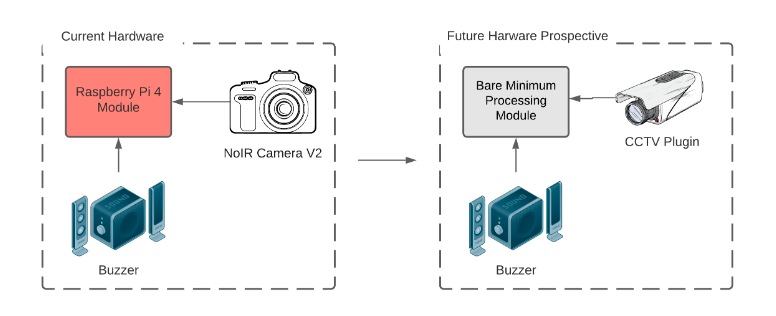 Current Hardware
Raspberry Pi 4
Module
NoIR Camera V2
Buzzer
Future Harware Prospective
Bare Minimum
Processing
Module
CCTV Plugin
Buzzer